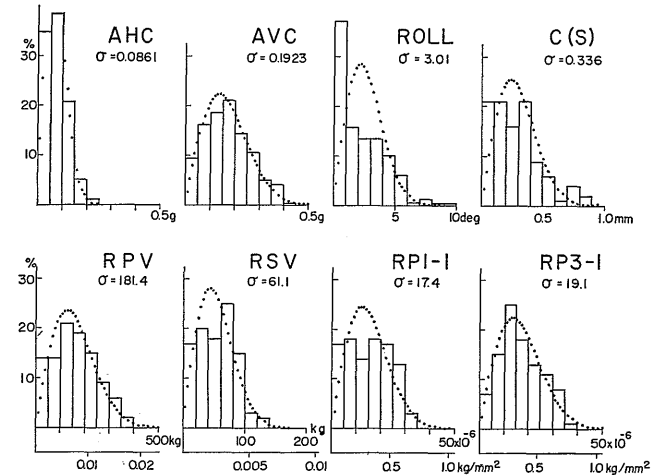 AHC AVC ROLL C(S)
% σ=0.0861 σ=0.1923 σ = 3.01 σ=0.336
30
20
10
0.5g 0.5g 5 10deg 0.5 1.0mm
RPV RSV RP1-1 RP3-1
% σ=181.4 σ=61.1 σ=17.4 σ=19.1
30
20
10
500kg 100 kg 200 50x10⁻⁶ 50x10⁻⁶
0.01 0.02 0.005 0.01 0.5 1.0 kg/mm² 0.5 1.0 kg/mm²